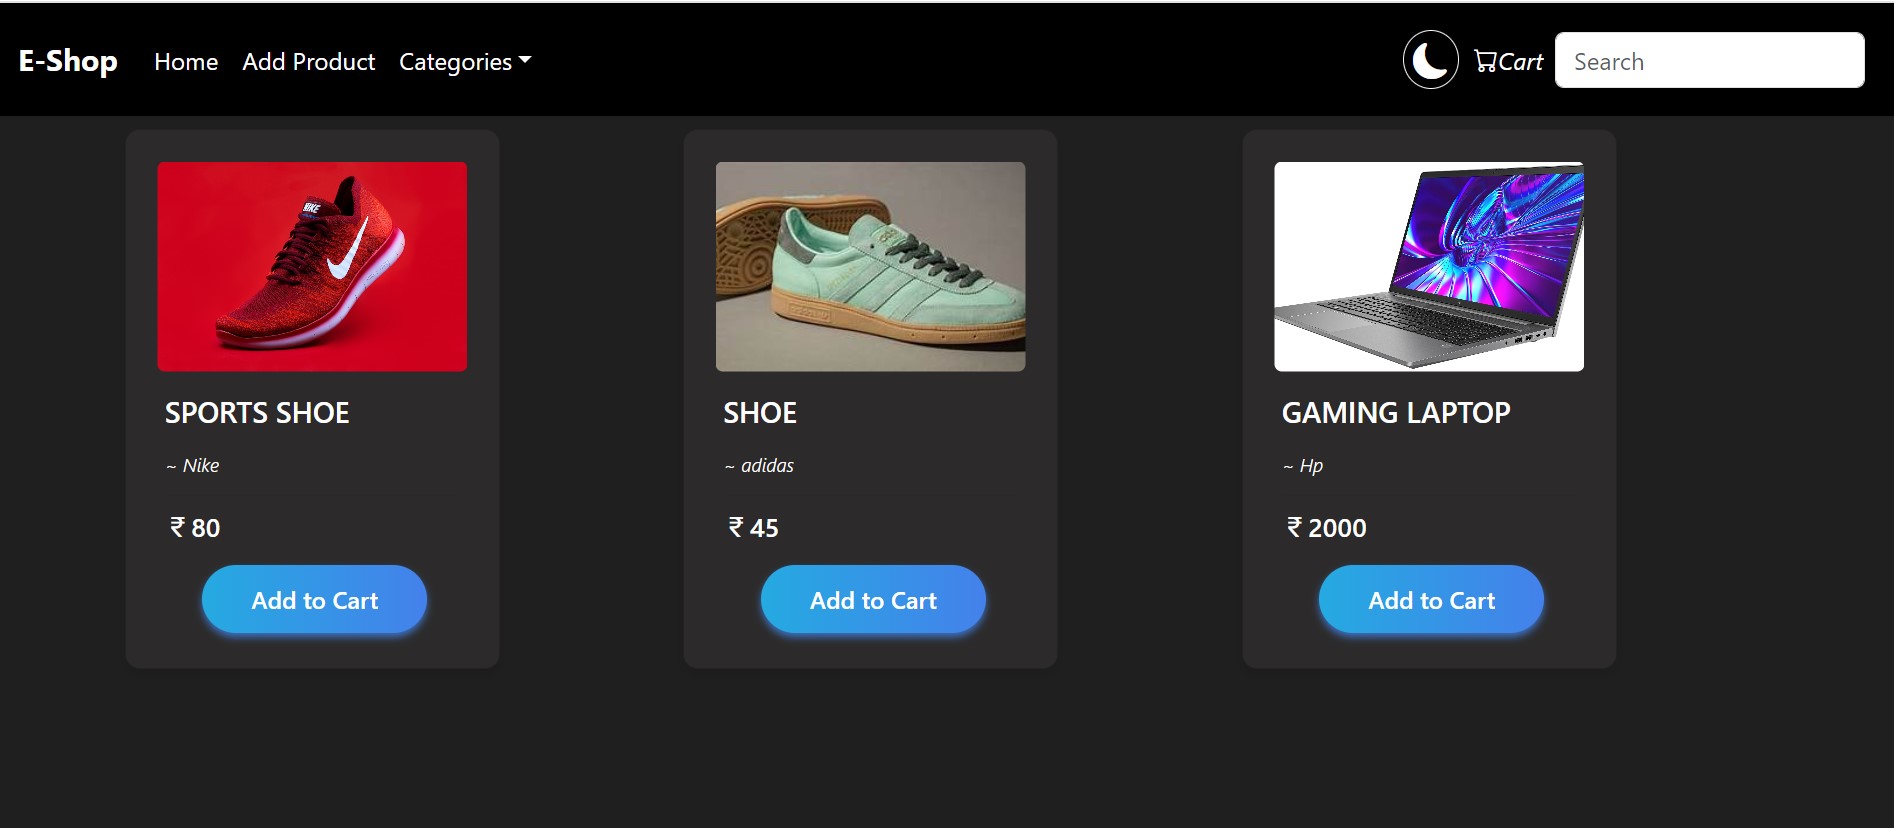 E-Shop Home Add Product Categories Cart Search
NIKE
SPORTS SHOE
~ Nike
₹ 80
Add to Cart
SHOE
~ adidas
₹ 45
Add to Cart
GAMING LAPTOP
~ Hp
₹ 2000
Add to Cart